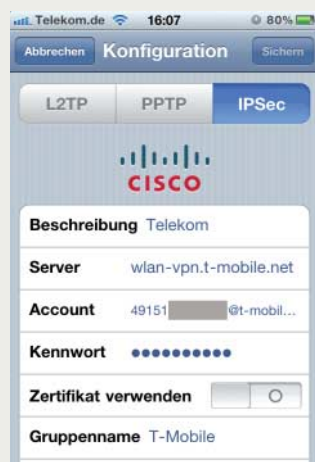 Telekom.de 16:07 80%
Abbrechen Konfiguration Sichern
L2TP PPTP IPSec
CISCO
Beschreibung Telekom
Server wlan-vpn.t-mobile.net
Account 49151 @t-mobil...
Kennwort ●●●●●●●●●●
Zertifikat verwenden
Gruppenname T-Mobile